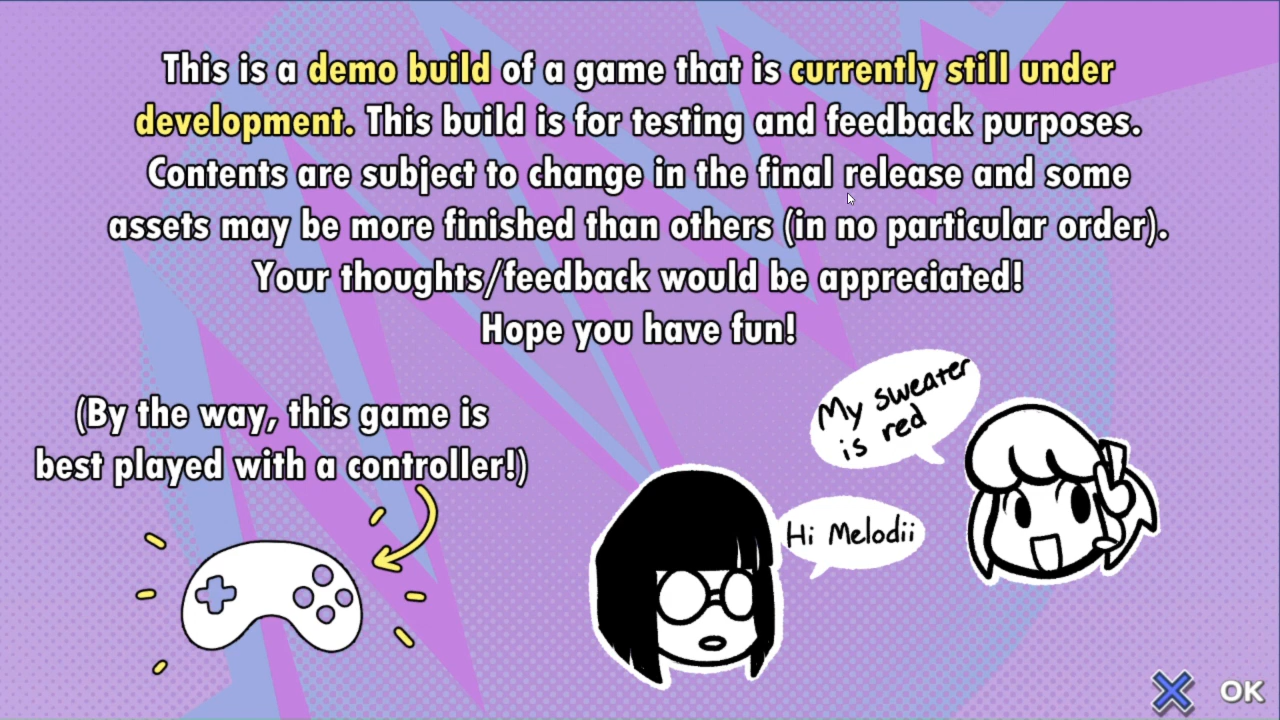 This is a demo build of a game that is currently still under
development. This build is for testing and feedback purposes.
Contents are subject to change in the final release and some
assets may be more finished than others (in no particular order).
Your thoughts/feedback would be appreciated!
Hope you have fun!
(By the way, this game is
best played with a controller!)
My sweater
is red
Hi Melodii
OK